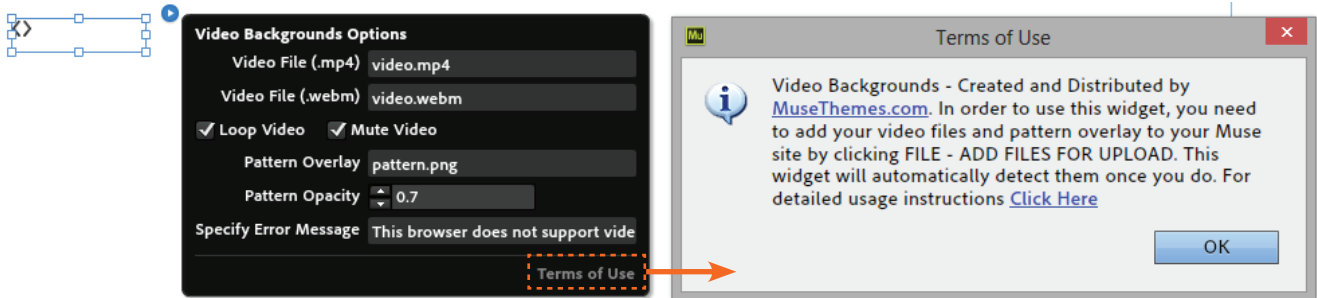 <>
Video Backgrounds Options
Video File (.mp4) video.mp4
Video File (.webm) video.webm
Loop Video Mute Video
Pattern Overlay pattern.png
Pattern Opacity 0.7
Specify Error Message This browser does not support vide
Terms of Use
Mu Terms of Use
Video Backgrounds - Created and Distributed by
MuseThemes.com. In order to use this widget, you need
to add your video files and pattern overlay to your Muse
site by clicking FILE - ADD FILES FOR UPLOAD. This
widget will automatically detect them once you do. For
detailed usage instructions Click Here
OK